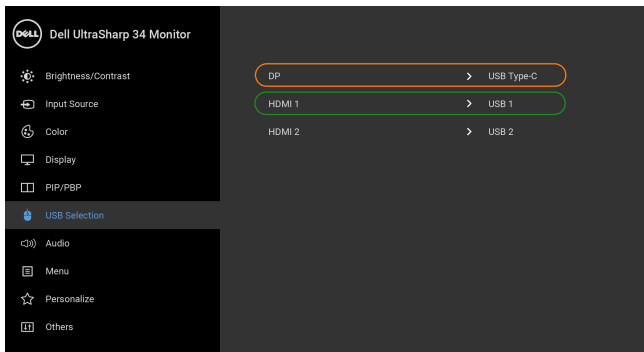 DELL
Dell UltraSharp 34 Monitor
Brightness/Contrast
Input Source
Color
Display
PIP/PBP
USB Selection
Audio
Menu
Personalize
Others
DP > USB Type-C
HDMI 1 > USB 1
HDMI 2 > USB 2